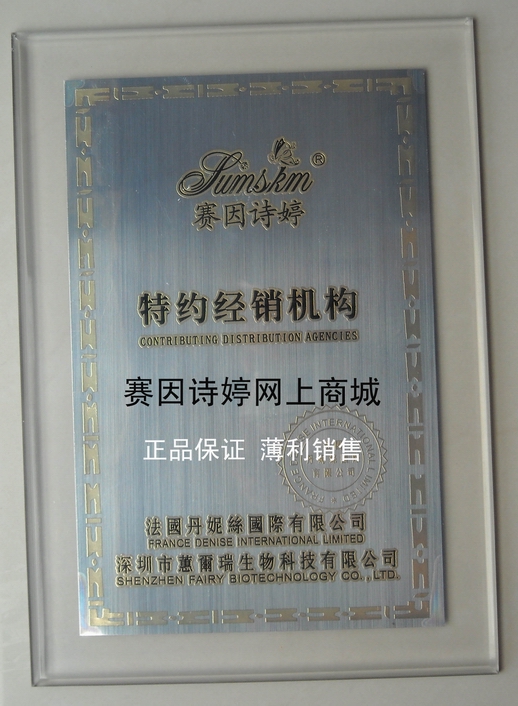 Sumskm®
赛因诗婷
特约经销机构
CONTRIBUTING DISTRIBUTION AGENCIES
赛因诗婷网上商城
正品保证 薄利销售
法國丹妮絲國際有限公司
FRANCE DENISE INTERNATIONAL LIMITED
深圳市蕙爾瑞生物科技有限公司
SHENZHEN FAIRY BIOTECHNOLOGY CO., LTD.